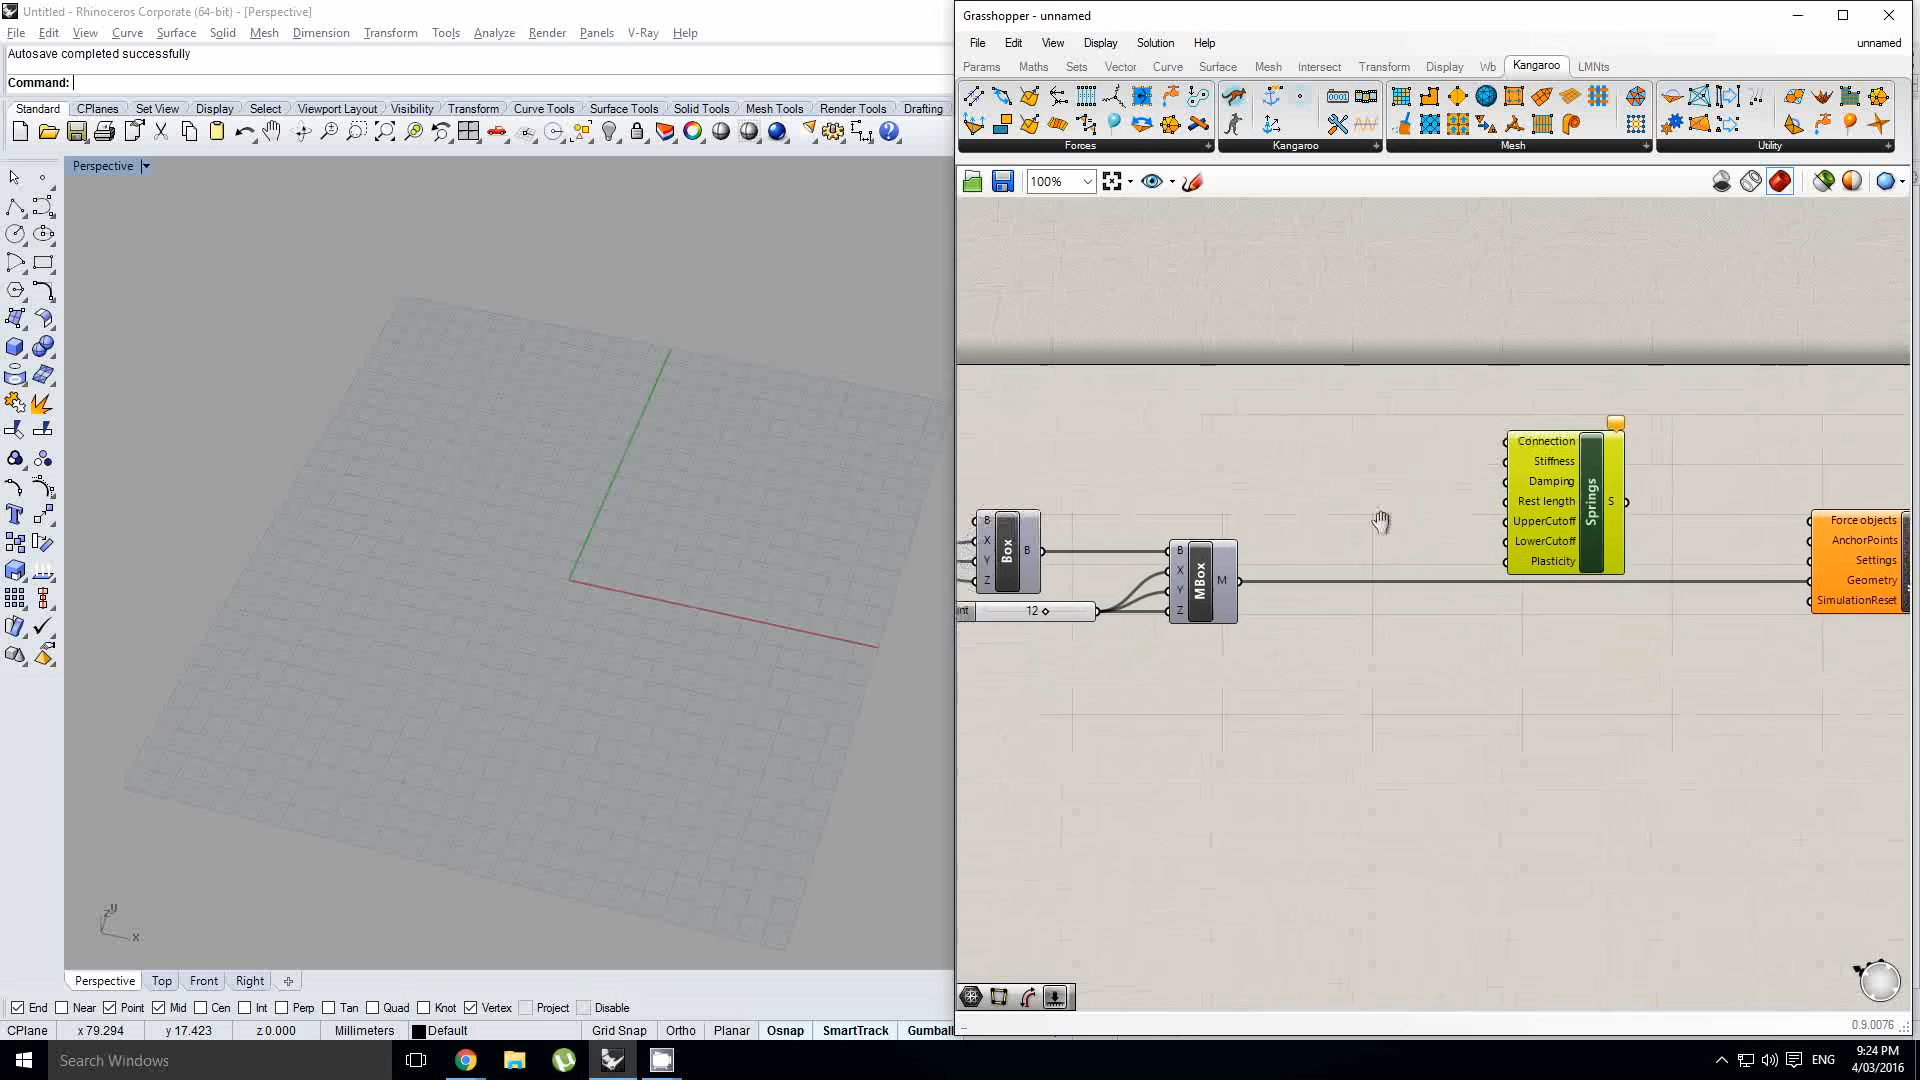 Untitled - Rhinoceros Corporate (64-bit) - [Perspective]
File Edit View Curve Surface Solid Mesh Dimension Transform Tools Analyze Render Panels V-Ray Help
Autosave completed successfully
Command:
Standard CPlanes Set View Display Select Viewport Layout Visibility Transform Curve Tools Surface Tools Solid Tools Mesh Tools Render Tools Drafting
Perspective
z y
x
Perspective Top Front Right
End Near Point Mid Cen Int Perp Tan Quad Knot Vertex Project Disable
CPlane x 79.294 y 17.423 z 0.000 Millimeters Default Grid Snap Ortho Planar Osnap SmartTrack Gumball
Grasshopper - unnamed
File Edit View Display Solution Help unnamed
Params Maths Sets Vector Curve Surface Mesh Intersect Transform Display Wb Kangaroo LMNts
Forces Kangaroo Mesh Utility
100%
B
X
Y
Z
Box
B
12
B
X
Y
Z
MBox
M
Connection
Stiffness
Damping
Rest length
UpperCutoff
LowerCutoff
Plasticity
Springs
S
Force objects
AnchorPoints
Settings
Geometry
SimulationReset
0.9.0076
Search Windows
ENG
9:24 PM
4/03/2016